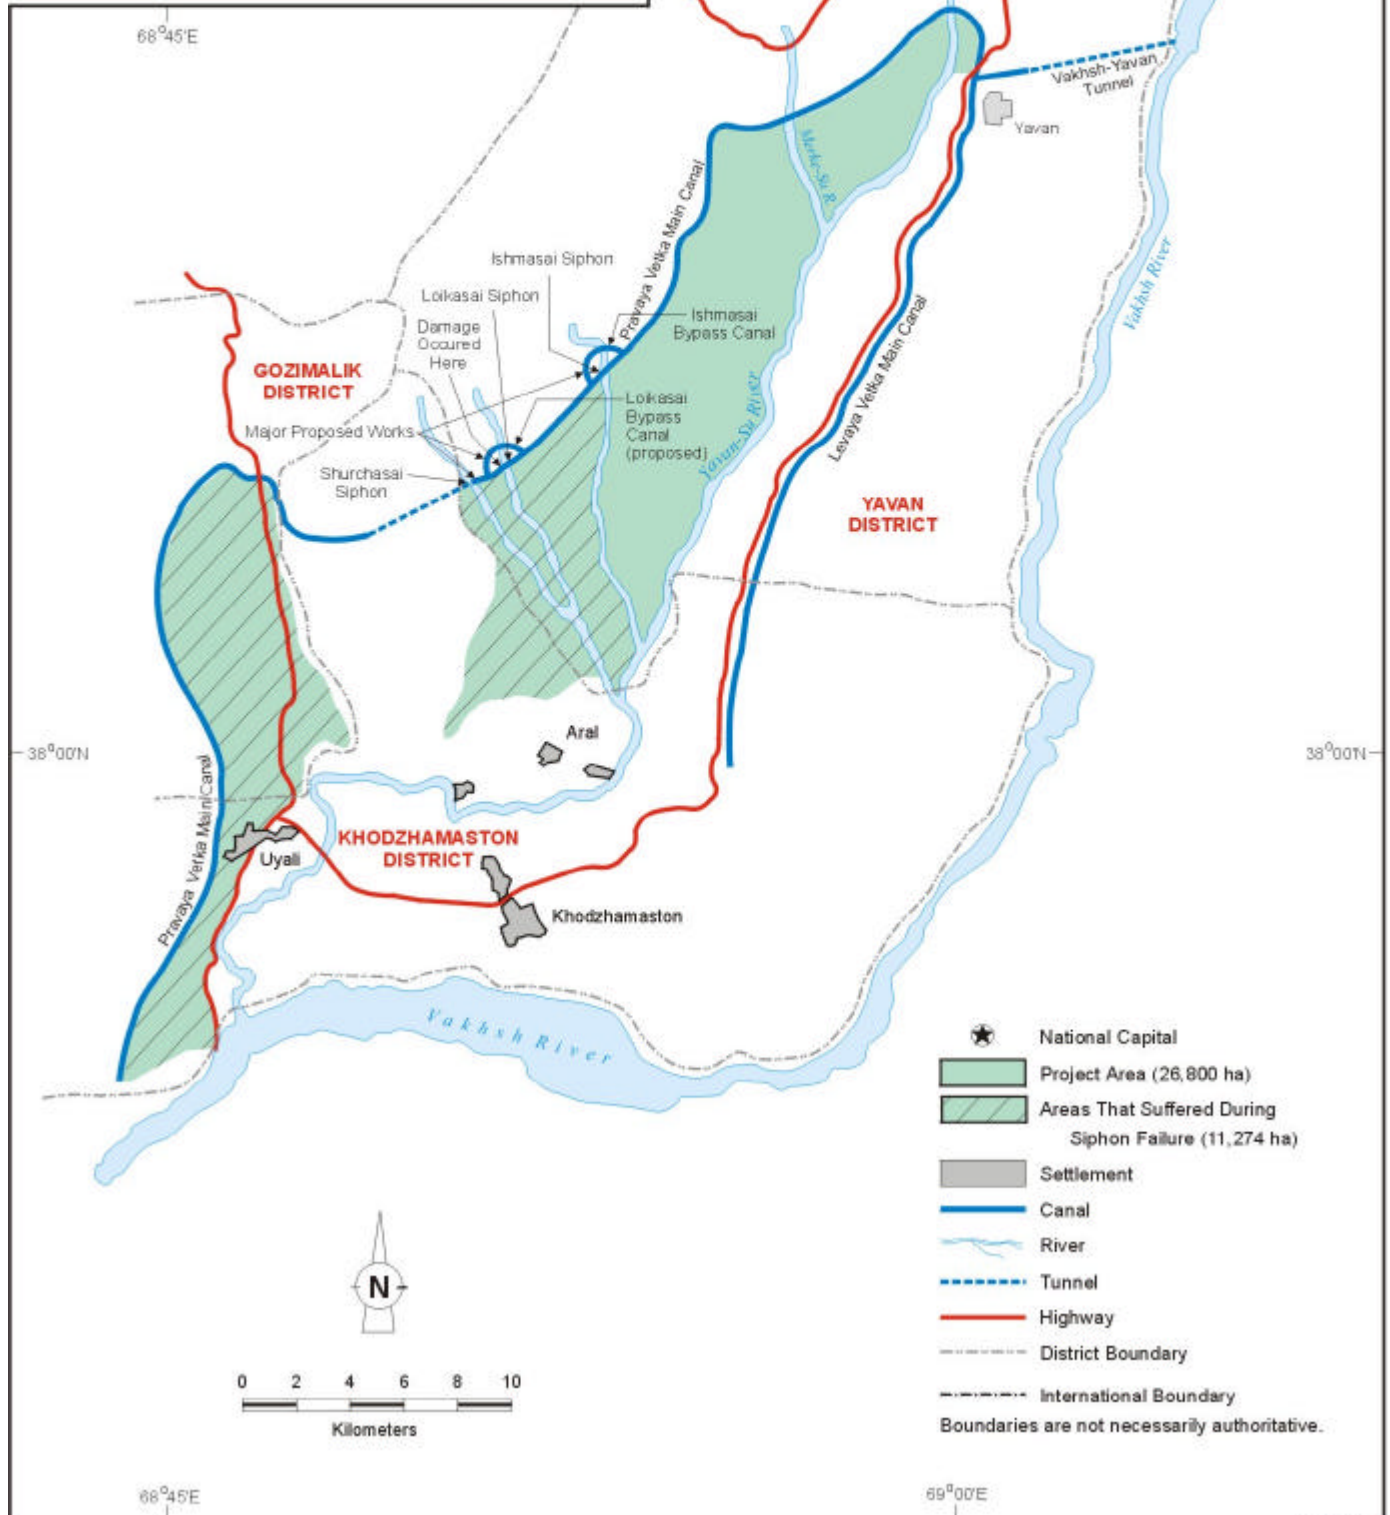 68°45'E
Vakhsh-Yavan
Tunnel
Yavan
Merke-Su R.
Pravaya Vetka Main Canal
Ishmasai Siphon
Loikasai Siphon
Damage
Occured
Here
Ishmasai
Bypass Canal
Vakhsh River
GOZIMALIK
DISTRICT
Levaya Vetka Main Canal
Loikasai
Bypass
Canal
(proposed)
Major Proposed Works
Yavan-Su River
Shurchasai
Siphon
YAVAN
DISTRICT
Aral
38°00'N
38°00'N
Pravaya Vetka Main Canal
KHODZHAMASTON
DISTRICT
Uyali
Khodzhamaston
Vakhsh River
National Capital
Project Area (26,800 ha)
Areas That Suffered During
Siphon Failure (11,274 ha)
Settlement
Canal
River
Tunnel
Highway
District Boundary
International Boundary
Boundaries are not necessarily authoritative.
N
0 2 4 6 8 10
Kilometers
68°45'E
69°00'E